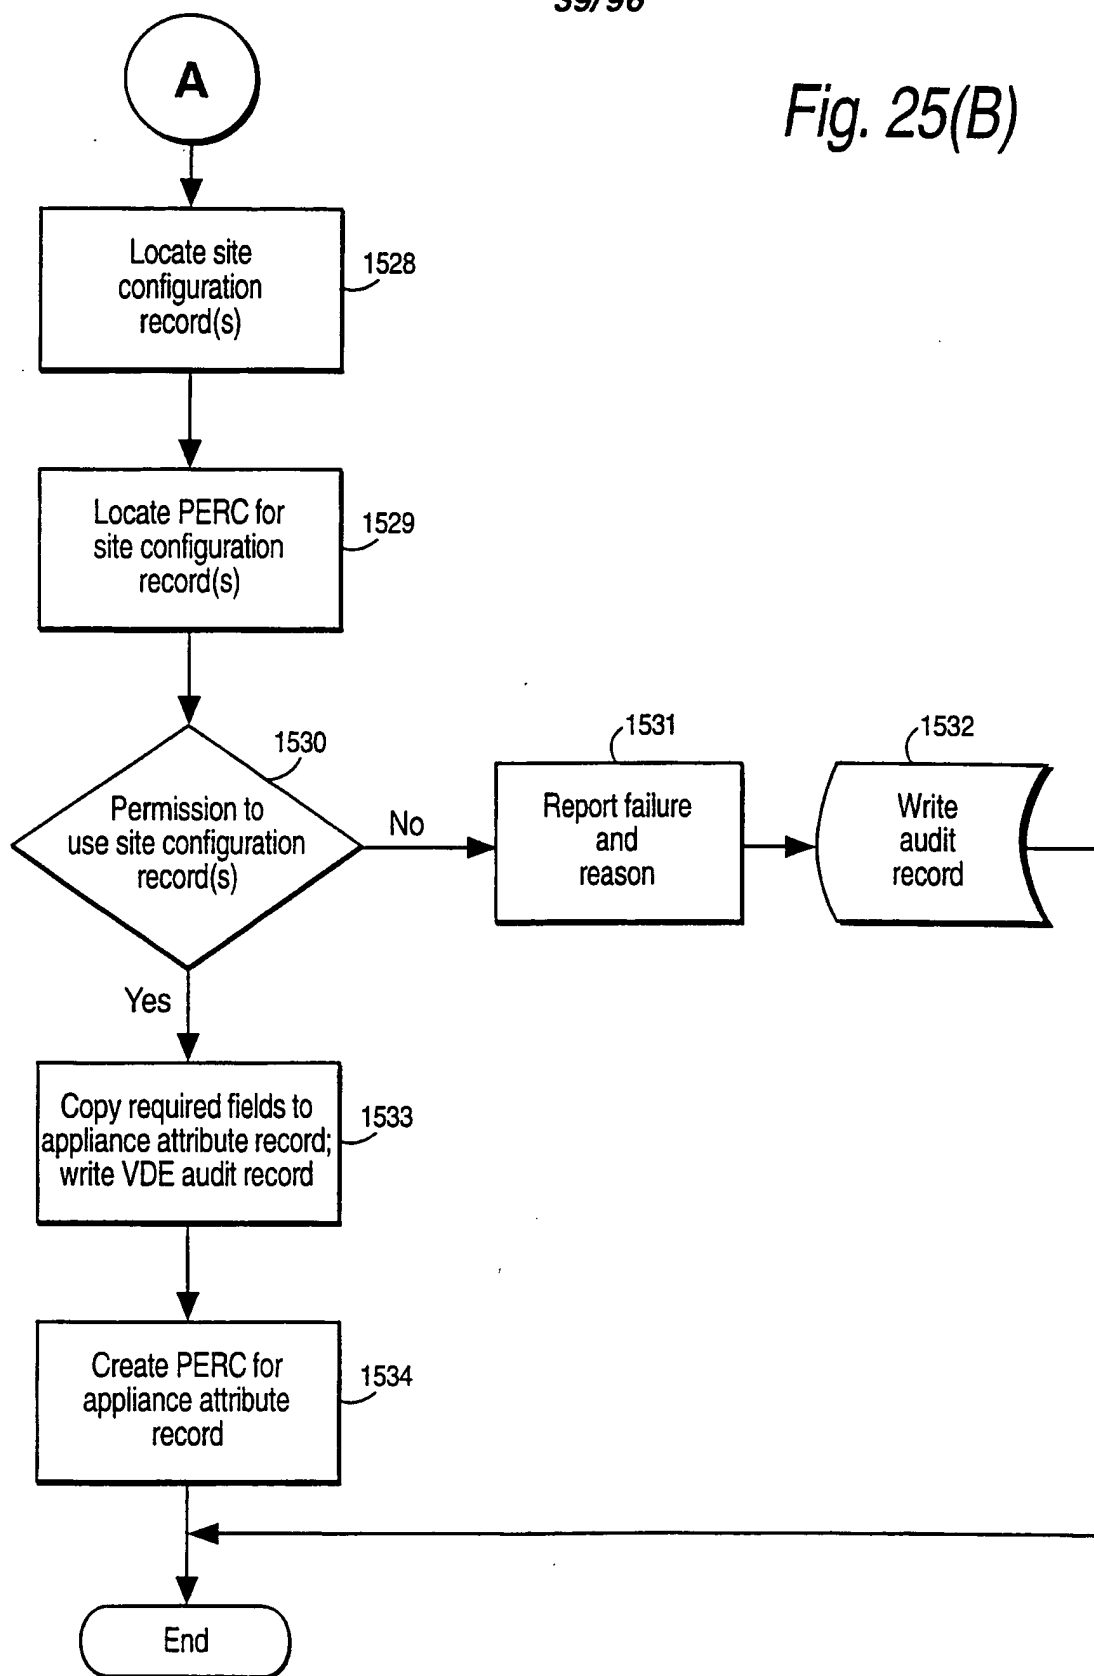 39/96
A
Fig. 25(B)
Locate site
configuration
record(s)
1528
Locate PERC for
site configuration
record(s)
1529
1530
Permission to
use site configuration
record(s)
No
1531
Report failure
and
reason
1532
Write
audit
record
Yes
Copy required fields to
appliance attribute record;
write VDE audit record
1533
Create PERC for
appliance attribute
record
1534
End